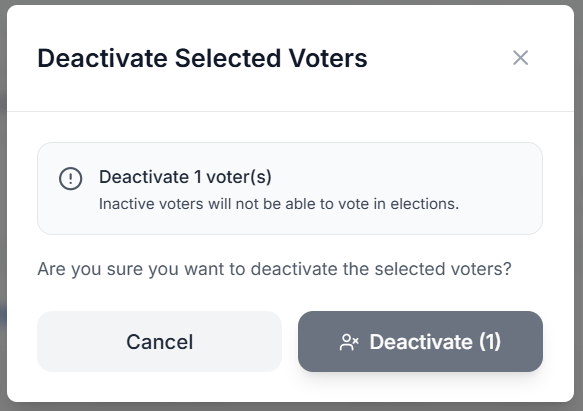 Deactivate Selected Voters
Deactivate 1 voter(s)
Inactive voters will not be able to vote in elections.
Are you sure you want to deactivate the selected voters?
Cancel
Deactivate (1)